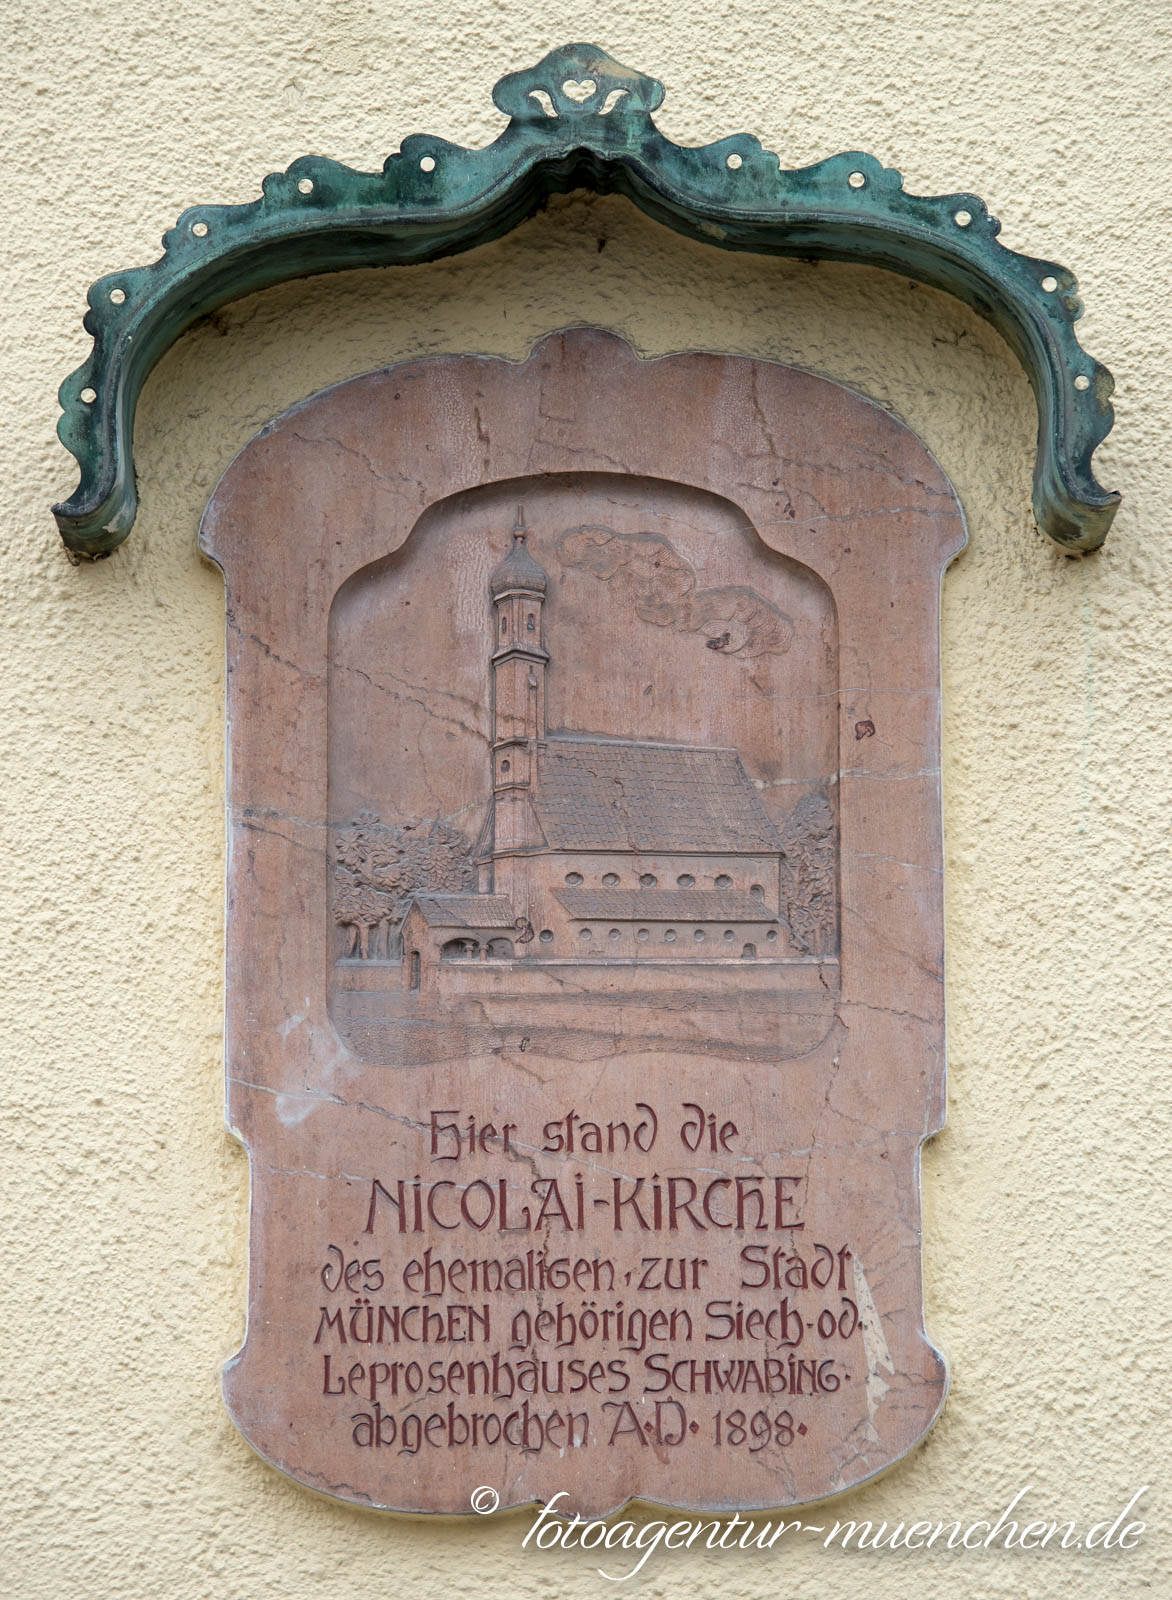 Hier stand die
NICOLAI-KIRCHE
des ehemaligen, zur Stadt
MÜNCHEN gehörigen Siech-od.
Leprosenhauses SCHWABING.
abgebrochen A.D. 1898.
© fotoagentur-muenchen.de